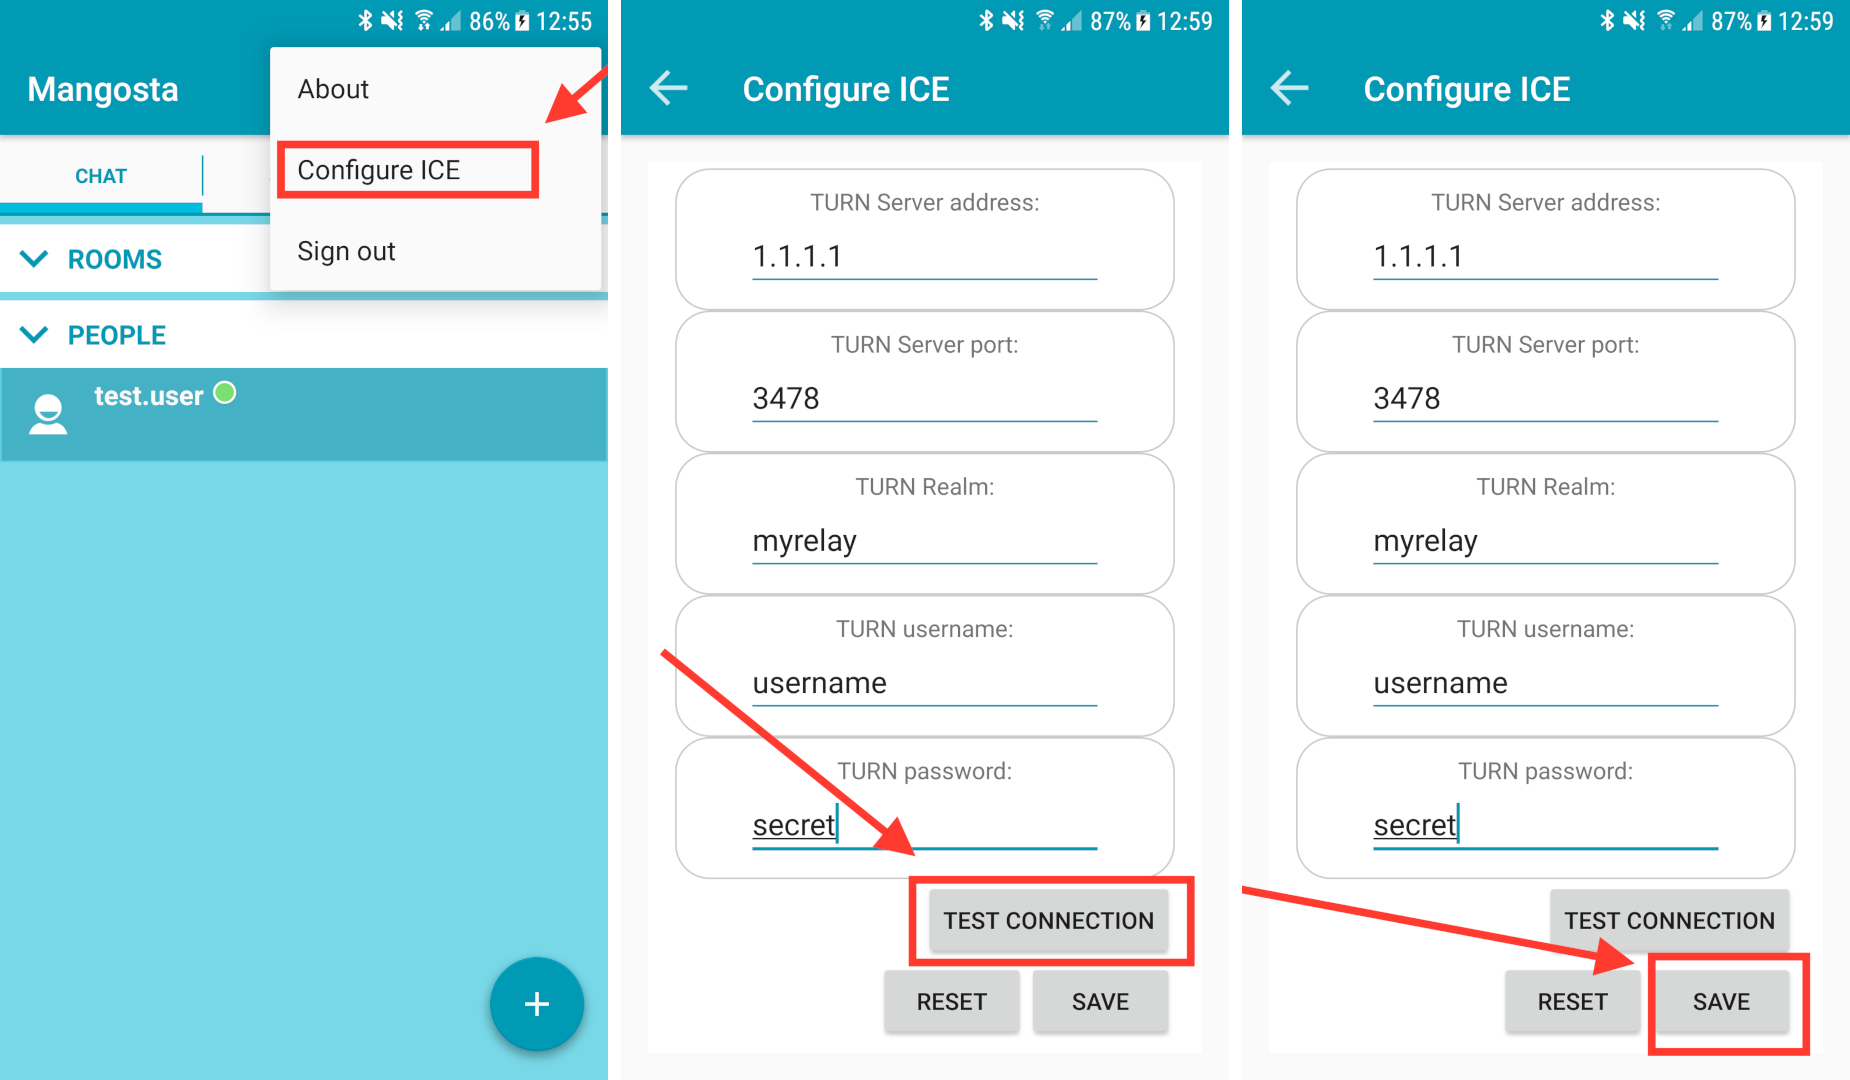 86% 12:55
Mangosta
About
Configure ICE
Sign out
CHAT
ROOMS
PEOPLE
test.user
+
87% 12:59
Configure ICE
TURN Server address:
1.1.1.1
TURN Server port:
3478
TURN Realm:
myrelay
TURN username:
username
TURN password:
secret
TEST CONNECTION
RESET SAVE
87% 12:59
Configure ICE
TURN Server address:
1.1.1.1
TURN Server port:
3478
TURN Realm:
myrelay
TURN username:
username
TURN password:
secret
TEST CONNECTION
RESET SAVE